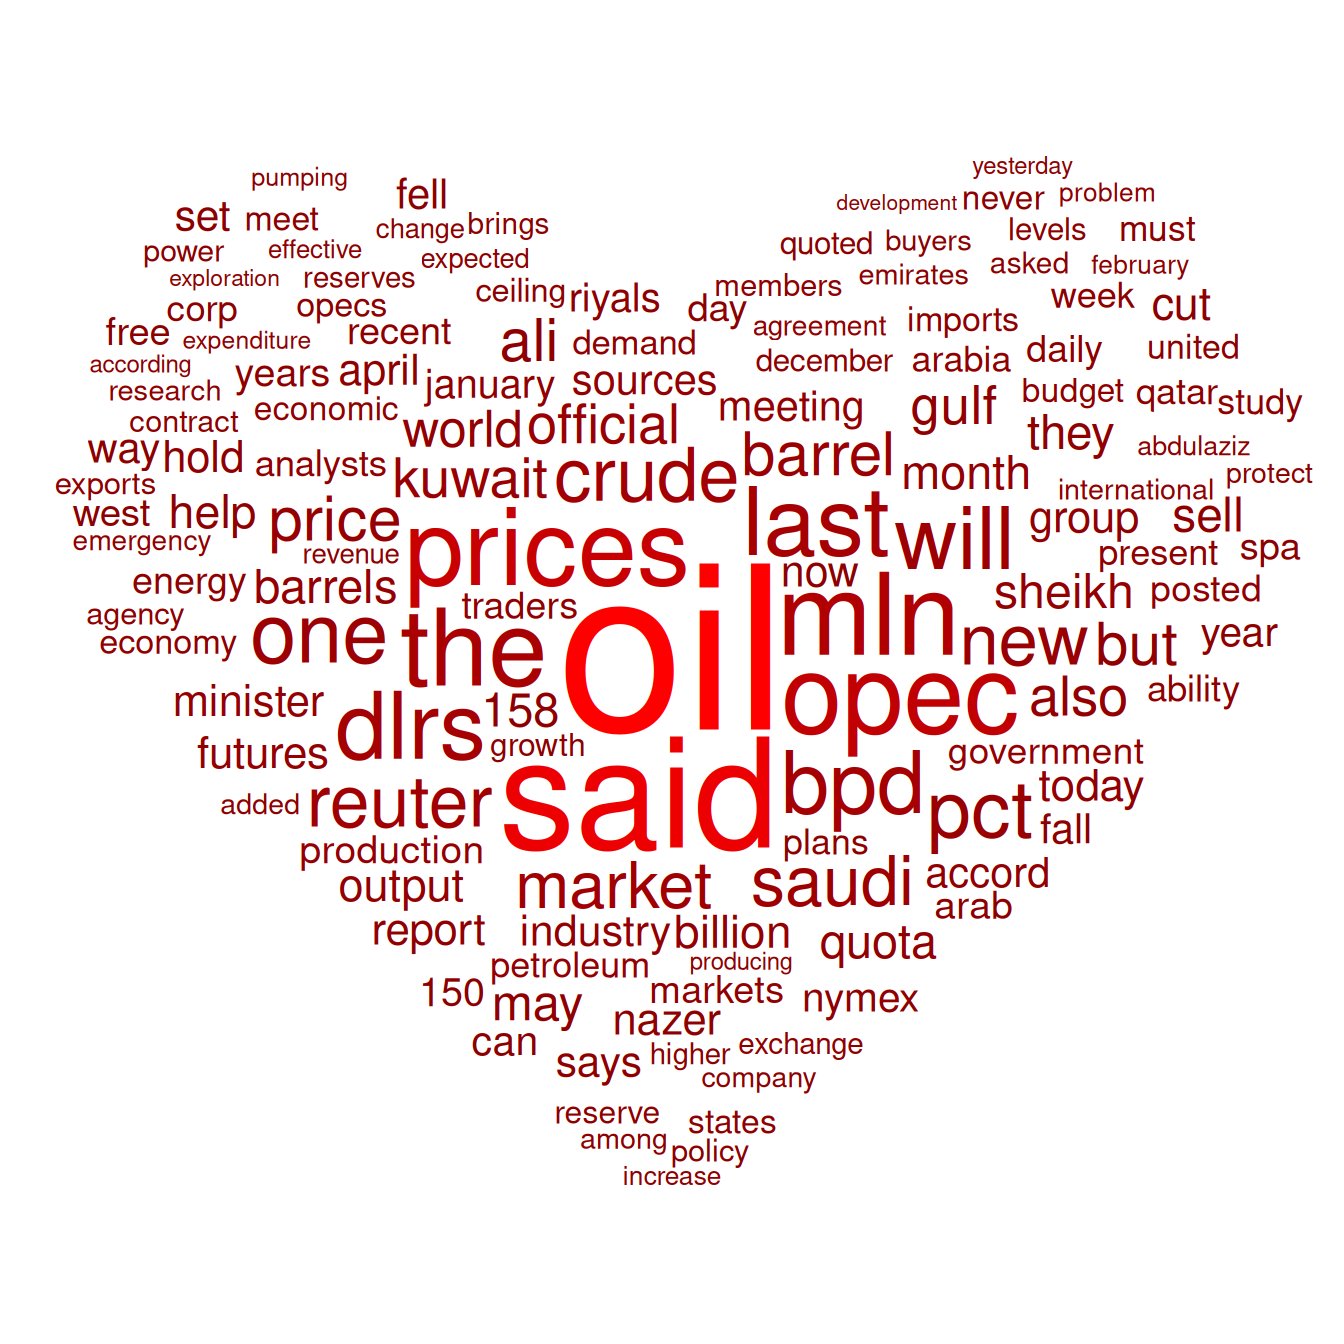 yesterday
pumping
fell
development never problem
set meet
change brings
levels must
power effective
expected
quoted buyers
asked february
exploration reserves
members emirates
ceiling riyals
week cut
corp opecs
day
agreement imports
free expenditure recent
ali demand
daily united
according
december arabia
research years april january sources
budget qatar study
contract economic
world official
meeting gulf
they
way hold analysts
kuwait crude barrel month
abdulaziz
exports
international protect
west help price
prices last will
group sell
emergency
revenue
present spa
energy barrels
traders
now
sheikh posted
agency
economy one the oil mln new but year
minister
dlrs 158
opec also ability
futures
growth
government
added reuter said bpd pct today
production
plans
fall
output market saudi accord
arab
report industry billion quota
petroleum producing
150 may markets nymex
nazer
can says higher exchange
company
reserve states
among policy
increase